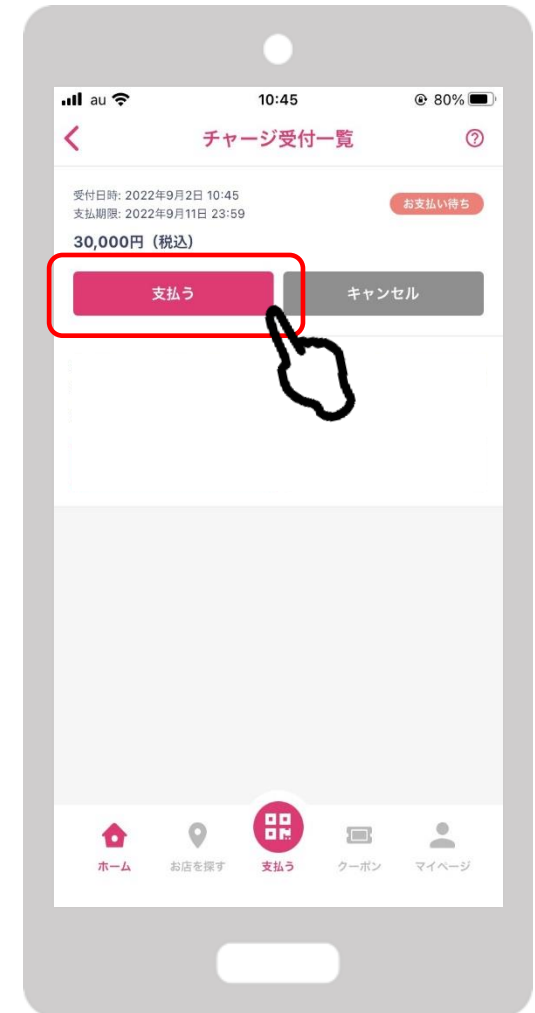 au 10:45 80%
チャージ受付一覧
受付日時: 2022年9月2日 10:45
支払期限: 2022年9月11日 23:59
お支払い待ち
30,000円（税込）
支払う キャンセル
ホーム お店を探す 支払う クーポン マイページ